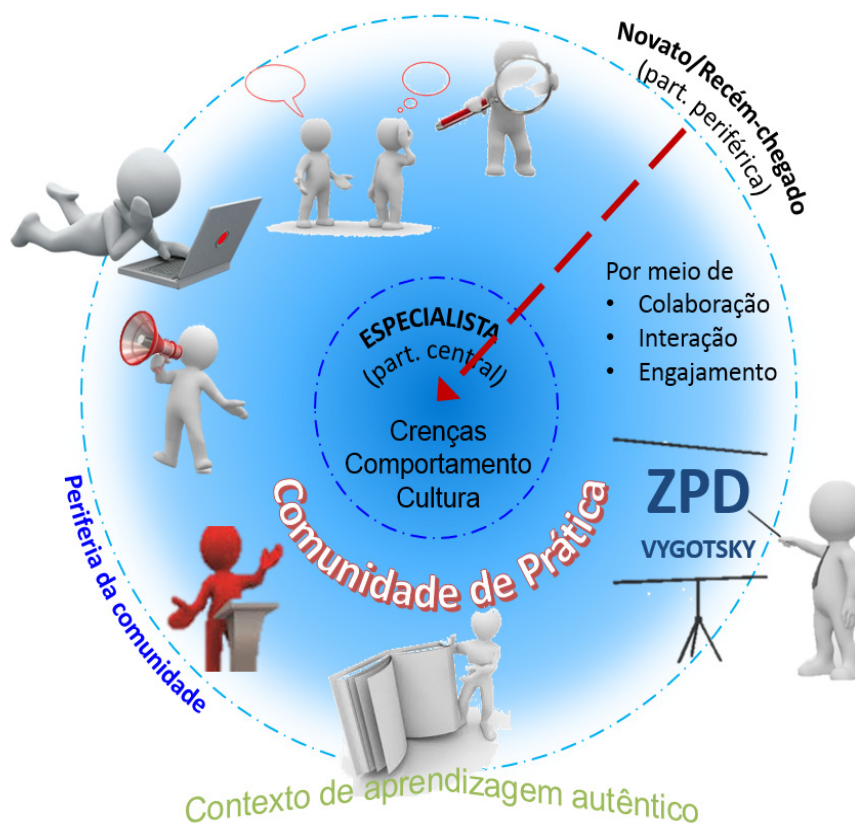 Novato/Recém-chegado
(part. periférica)
Por meio de
• Colaboração
• Interação
• Engajamento
ESPECIALISTA
(part. central)
Crenças
Comportamento
Cultura
Comunidade de Prática
ZPD
VYGOTSKY
Periferia da comunidade
Contexto de aprendizagem autêntico